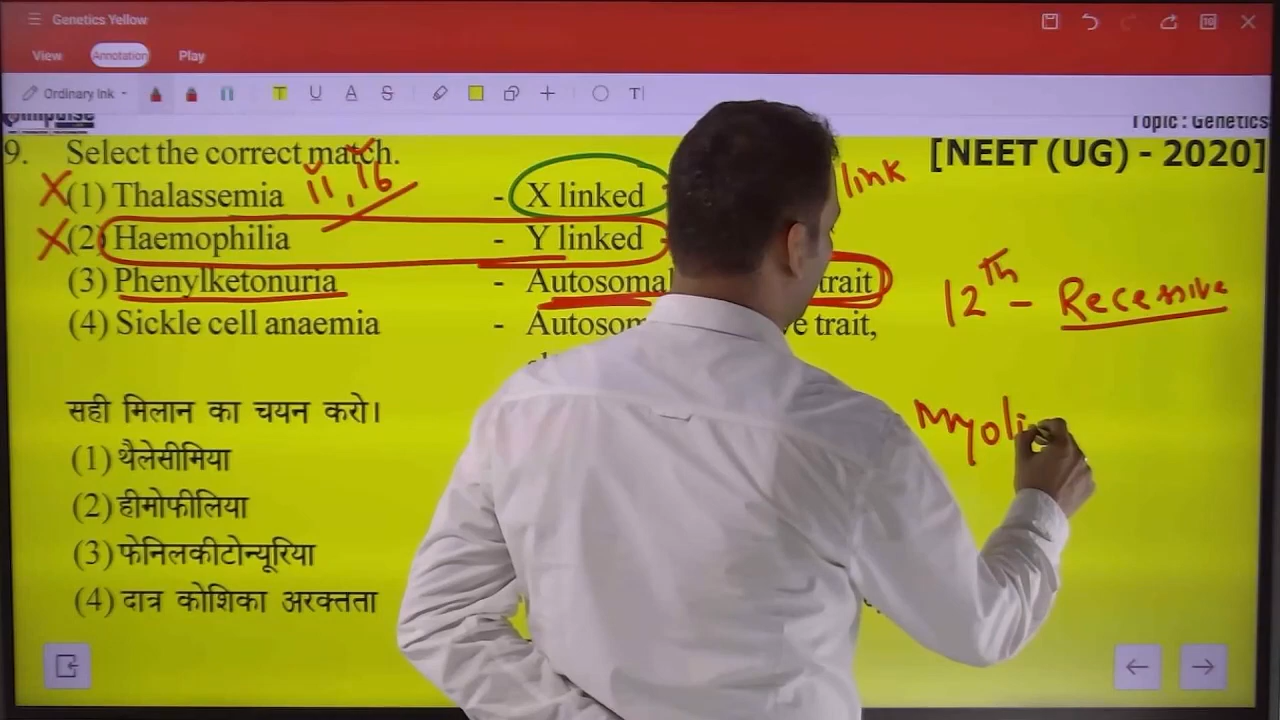 Genetics Yellow
View Annotation Play
Ordinary Ink
Topic : Genetics
9. Select the correct match. [NEET (UG) - 2020]
(1) Thalassemia 11, 16 - X linked link
(2) Haemophilia - Y linked
(3) Phenylketonuria - Autosomal trait 12th - Recessive
(4) Sickle cell anaemia - trait,
सही मिलान का चयन करो।
(1) थैलेसीमिया
(2) हीमोफीलिया
(3) फेनिलकीटोन्यूरिया
(4) दात्र कोशिका अरक्तता